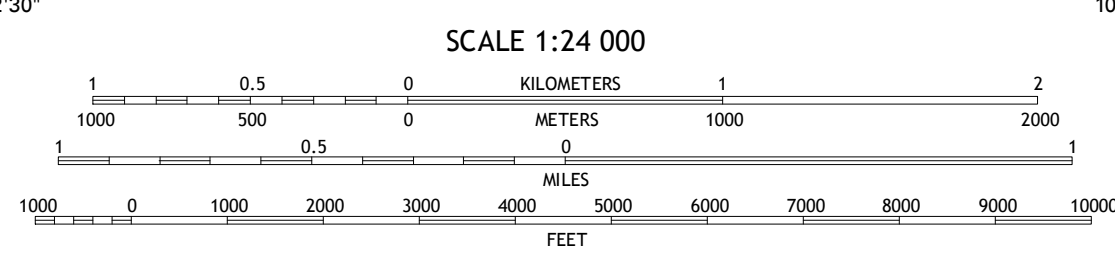 2'30"
10
SCALE 1:24 000
1 0.5 0 KILOMETERS 1 2
1000 500 0 METERS 1000 2000
1 0.5 0 1
MILES
1000 0 1000 2000 3000 4000 5000 6000 7000 8000 9000 10000
FEET